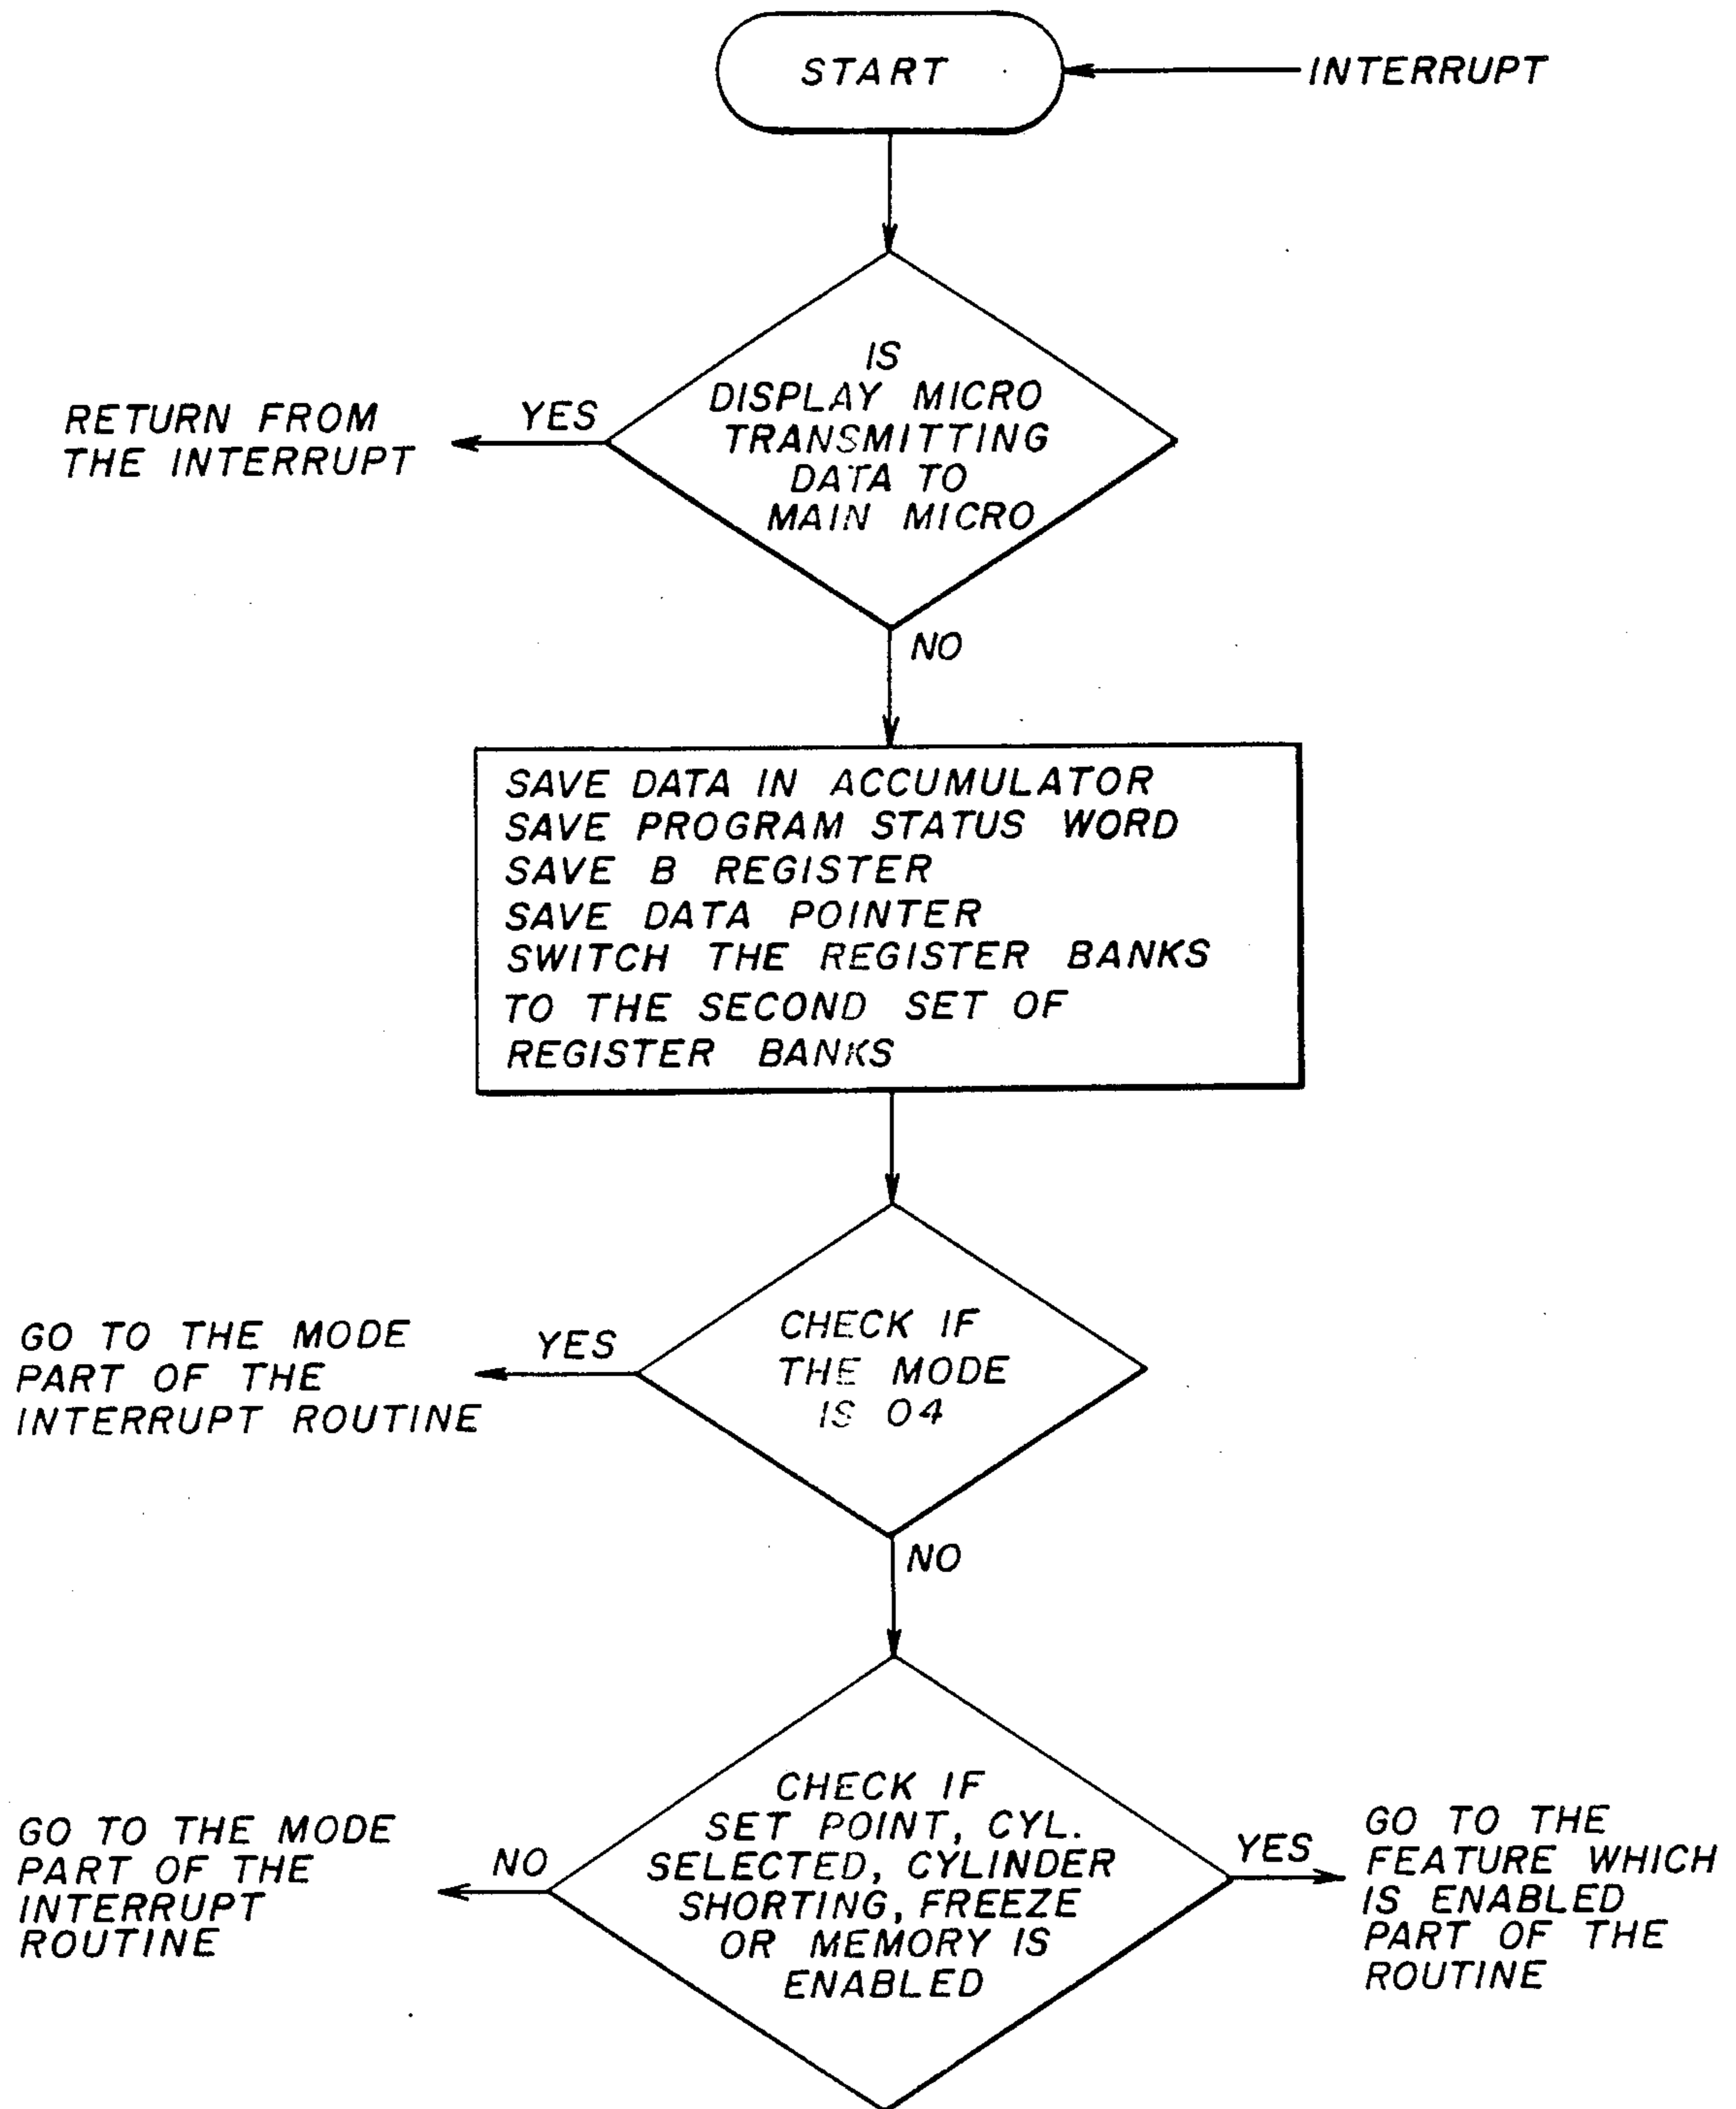 START
INTERRUPT
IS
DISPLAY MICRO
TRANSMITTING
DATA TO
MAIN MICRO
YES
RETURN FROM
THE INTERRUPT
NO
SAVE DATA IN ACCUMULATOR
SAVE PROGRAM STATUS WORD
SAVE B REGISTER
SAVE DATA POINTER
SWITCH THE REGISTER BANKS
TO THE SECOND SET OF
REGISTER BANKS
CHECK IF
THE MODE
IS 04
YES
GO TO THE MODE
PART OF THE
INTERRUPT ROUTINE
NO
CHECK IF
SET POINT, CYL.
SELECTED, CYLINDER
SHORTING, FREEZE
OR MEMORY IS
ENABLED
NO
GO TO THE MODE
PART OF THE
INTERRUPT
ROUTINE
YES
GO TO THE
FEATURE WHICH
IS ENABLED
PART OF THE
ROUTINE